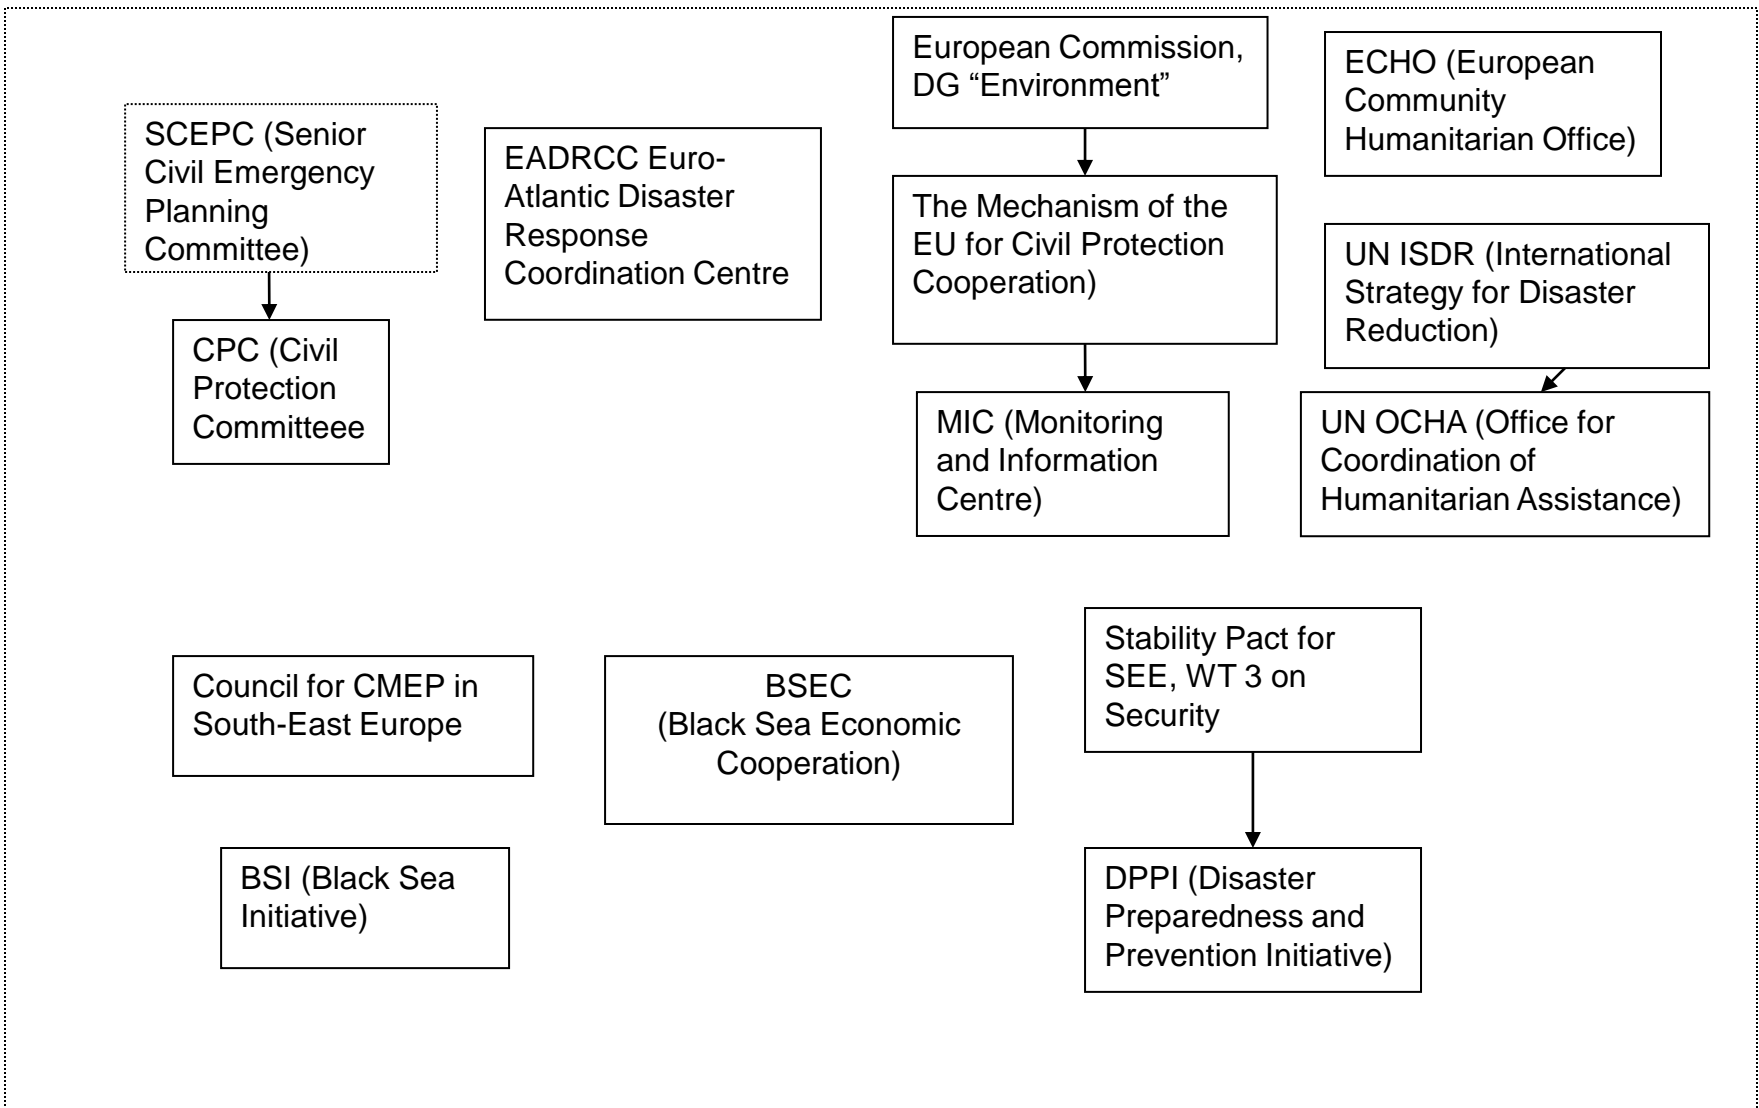 SCEPC (Senior
Civil Emergency
Planning
Committee)
CPC (Civil
Protection
Committeee
EADRCC Euro-
Atlantic Disaster
Response
Coordination Centre
European Commission,
DG “Environment”
The Mechanism of the
EU for Civil Protection
Cooperation)
MIC (Monitoring
and Information
Centre)
ECHO (European
Community
Humanitarian Office)
UN ISDR (International
Strategy for Disaster
Reduction)
UN OCHA (Office for
Coordination of
Humanitarian Assistance)
Council for CMEP in
South-East Europe
BSEC
(Black Sea Economic
Cooperation)
Stability Pact for
SEE, WT 3 on
Security
BSI (Black Sea
Initiative)
DPPI (Disaster
Preparedness and
Prevention Initiative)